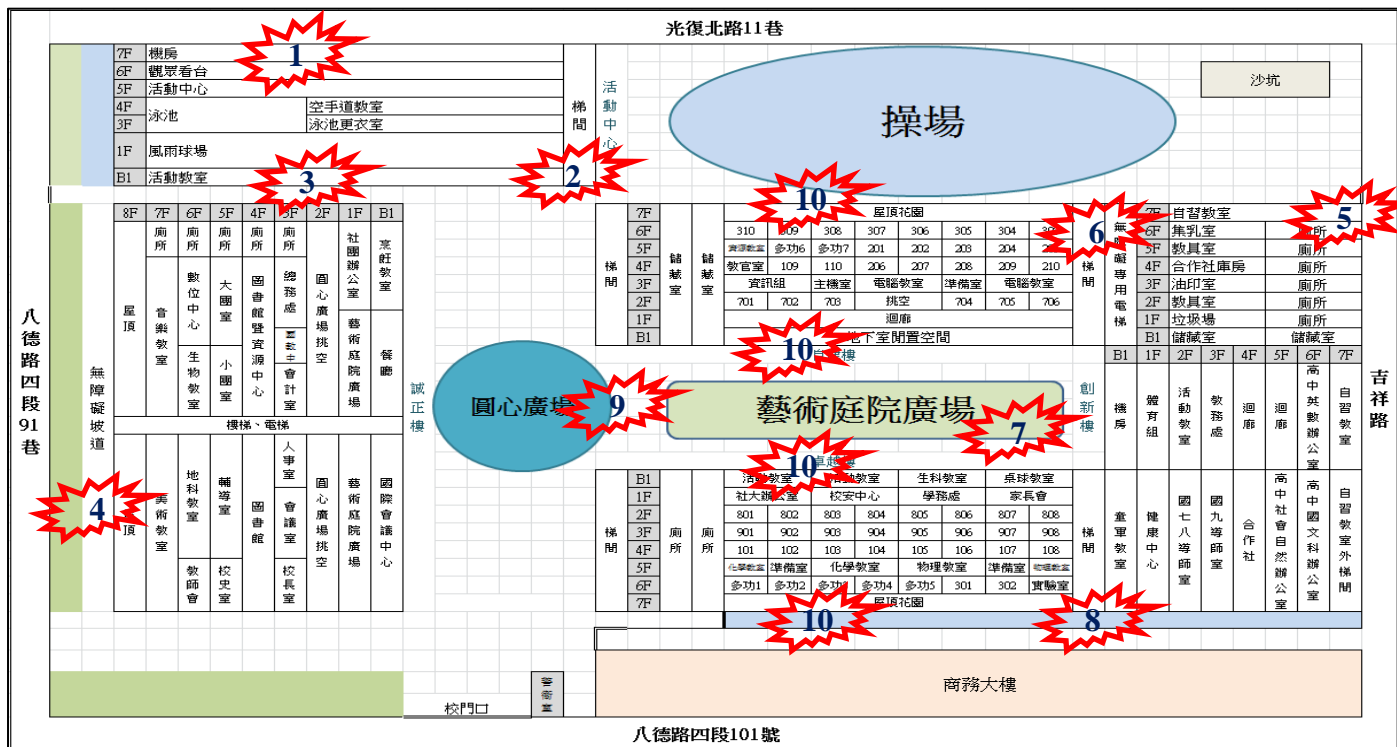 光復北路11巷
7F 機房
1
6F 觀眾看台
5F 活動中心
4F 泳池 空手道教室
3F 泳池更衣室
1F 風雨球場
B1 活動教室
梯間
活動中心
操場
沙坑
2
3
8F 7F 6F 5F 4F 3F 2F 1F B1
廁所 廁所 廁所 廁所 廁所
屋頂
音樂教室
數位中心
生物教室
大團室
小團室
圖書館暨資源中心
總務處
會計室
圓心廣場挑空
社團辦公室
藝術庭院廣場
烹飪教室
餐廳
樓梯、電梯
頂
美術教室
地科教室
教師會
輔導室
校史室
圖書館
人事室
會議室
校長室
圓心廣場挑空
藝術庭院廣場
國際會議中心
八德路四段91巷
無障礙坡道
4
誠正樓
圓心廣場
9
10
7F 屋頂花園
6F 310 309 308 307 306 305 304
5F 資源教室 多功6 多功7 201 202 203 204
4F 教官室 109 110 206 207 208 209 210
3F 資訊組 主機室 電腦教室 準備室 電腦教室
2F 701 702 703 挑空 704 705 706
1F 迴廊
B1 地下室閒置空間
梯間
儲藏室
儲藏室
梯間
6
無障礙專用電梯
7F 自習教室
5
6F 集乳室 廁所
5F 教具室 廁所
4F 合作社庫房 廁所
3F 油印室 廁所
2F 教具室 廁所
1F 垃圾場 廁所
B1 儲藏室 儲藏室
10
藝術庭院廣場
7
創新樓
卓越樓
10
B1 1F 2F 3F 4F 5F 6F 7F
機房
體育組
活動教室
教務處
迴廊
迴廊
高中英數辦公室
自習教室
吉祥路
B1 活動教室 活動教室 生科教室 桌球教室
1F 社大辦公室 校安中心 學務處 家長會
2F 801 802 803 804 805 806 807 808
3F 901 902 903 904 905 906 907 908
4F 101 102 103 104 105 106 107 108
5F 化學教室 準備室 化學教室 物理教室 準備室 物理教室
6F 多功1 多功2 多功3 多功4 多功5 301 302 實驗室
7F 屋頂花園
梯間
廁所
廁所
梯間
童軍教室
健康中心
國七八導師室
國九導師室
合作社
高中社會自然辦公室
高中國文科辦公室
自習教室外梯間
10
8
商務大樓
警衛室
校門口
八德路四段101號